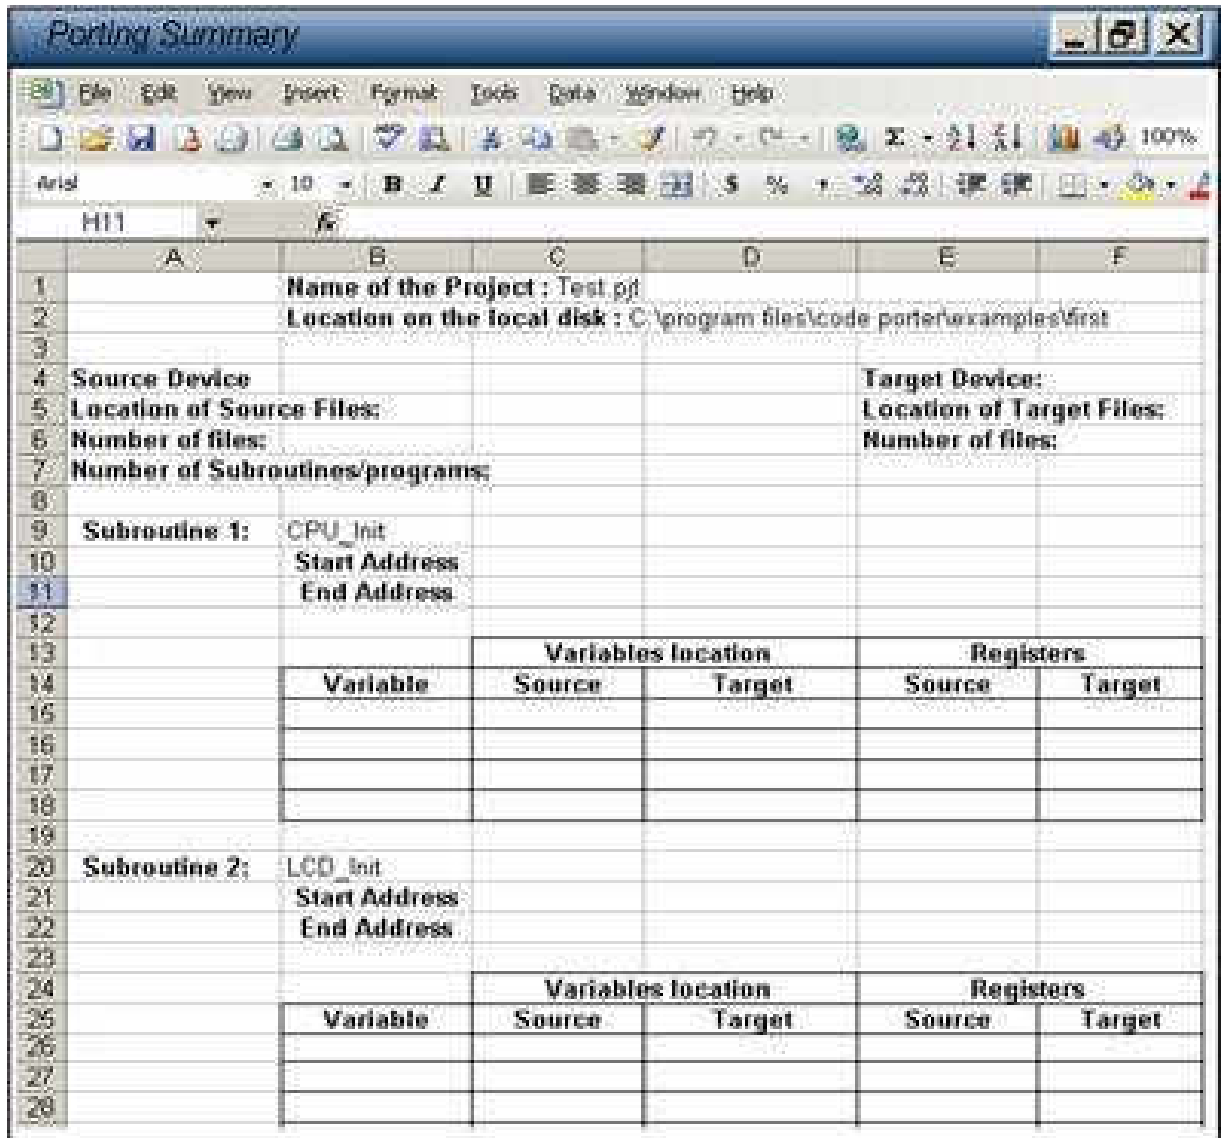 Porting Summary
File Edit View Insert Format Tools Data Window Help
100%
Arial 10 B I U $ %
H11 fx
A B C D E F
1 Name of the Project : Test.pjt
2 Location on the local disk : C:\program files\code porter\examples\first
3
4 Source Device Target Device:
5 Location of Source Files: Location of Target Files:
6 Number of files: Number of files:
7 Number of Subroutines/programs:
8
9 Subroutine 1: CPU_Init
10 Start Address
11 End Address
12
13 Variables location Registers
14 Variable Source Target Source Target
15
16
17
18
19
20 Subroutine 2: LCD_Init
21 Start Address
22 End Address
23
24 Variables location Registers
25 Variable Source Target Source Target
26
27
28